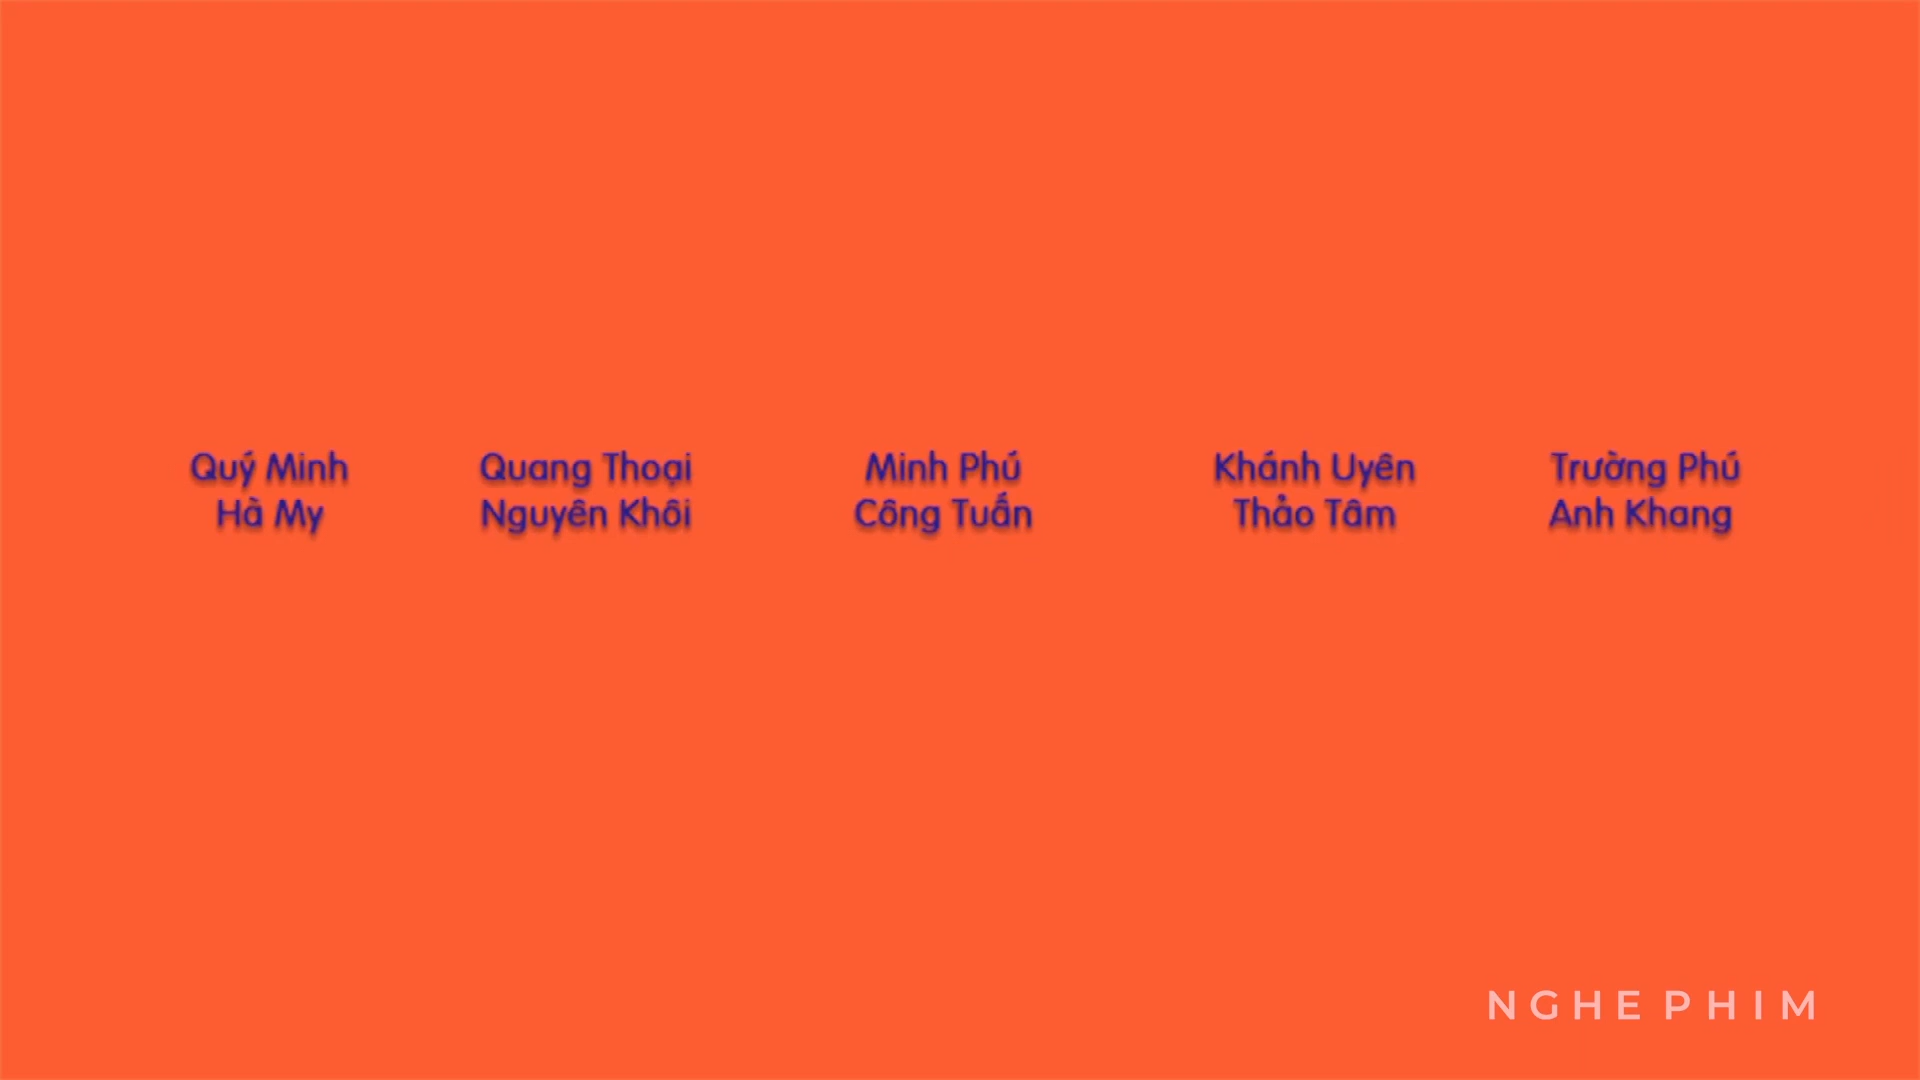 Quý Minh
Hà My
Quang Thoại
Nguyên Khôi
Minh Phú
Công Tuấn
Khánh Uyên
Thảo Tâm
Trường Phú
Anh Khang
NGHE PHIM